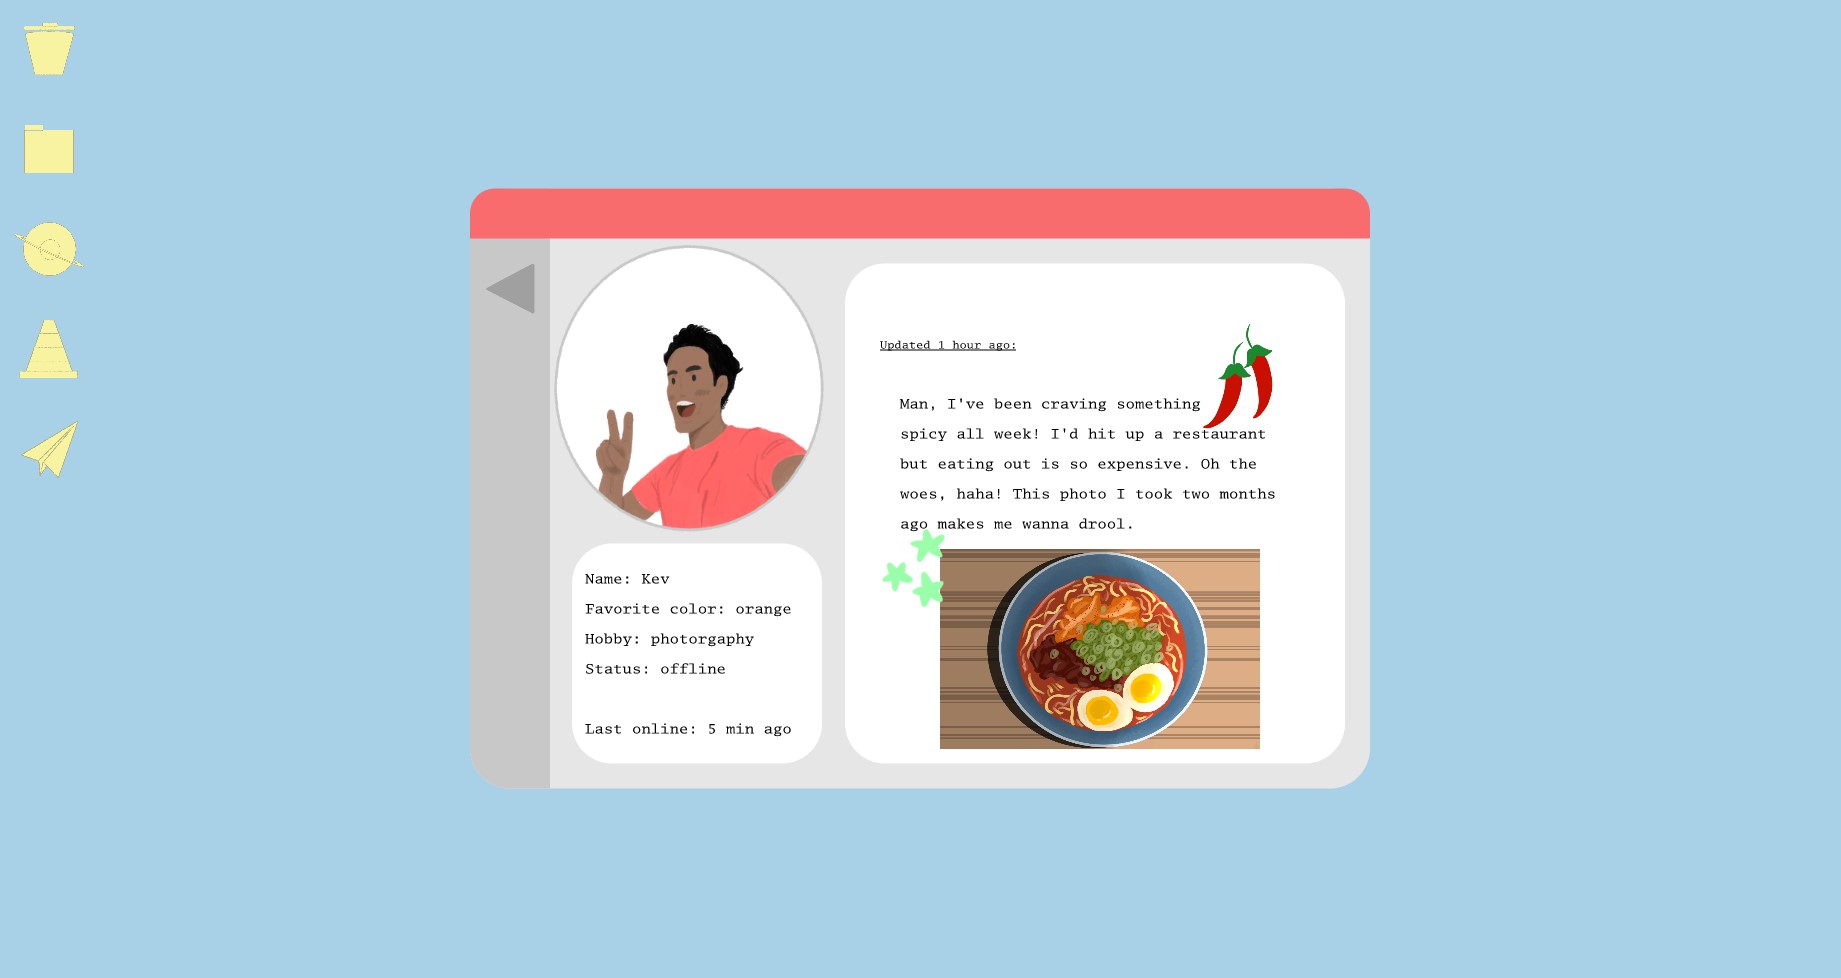 Name: Kev
Favorite color: orange
Hobby: photorgaphy
Status: offline
Last online: 5 min ago
Updated 1 hour ago:
Man, I've been craving something
spicy all week! I'd hit up a restaurant
but eating out is so expensive. Oh the
woes, haha! This photo I took two months
ago makes me wanna drool.